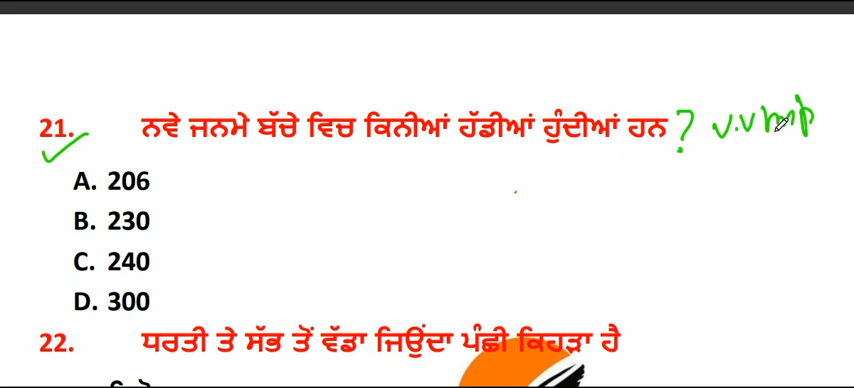 21. ਨਵੇ ਜਨਮੇ ਬੱਚੇ ਵਿਚ ਕਿਨੀਆਂ ਹੱਡੀਆਂ ਹੁੰਦੀਆਂ ਹਨ ? v.v Imp
A. 206
B. 230
C. 240
D. 300
22. ਧਰਤੀ ਤੇ ਸੱਭ ਤੋਂ ਵੱਡਾ ਜਿਉਂਦਾ ਪੰਛੀ ਕਿਹੜਾ ਹੈ